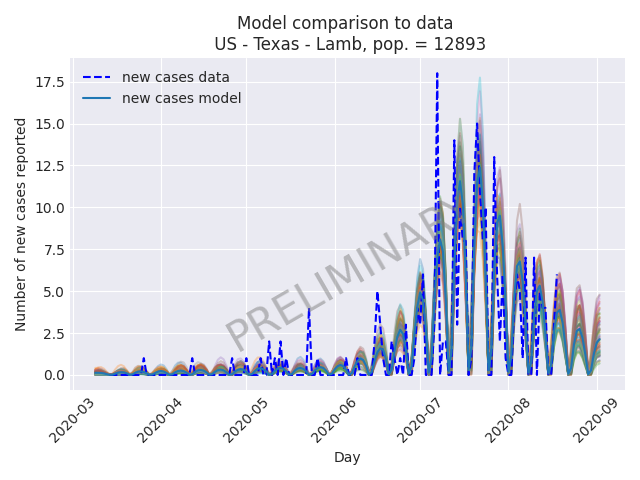 Model comparison to data
US - Texas - Lamb, pop. = 12893
new cases data
new cases model
PRELIMINARY
Number of new cases reported
17.5
15.0
12.5
10.0
7.5
5.0
2.5
0.0
2020-03
2020-04
2020-05
2020-06
2020-07
2020-08
2020-09
Day